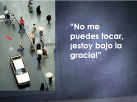 “No me
puedes tocar,
¡estoy bajo la
gracia!”